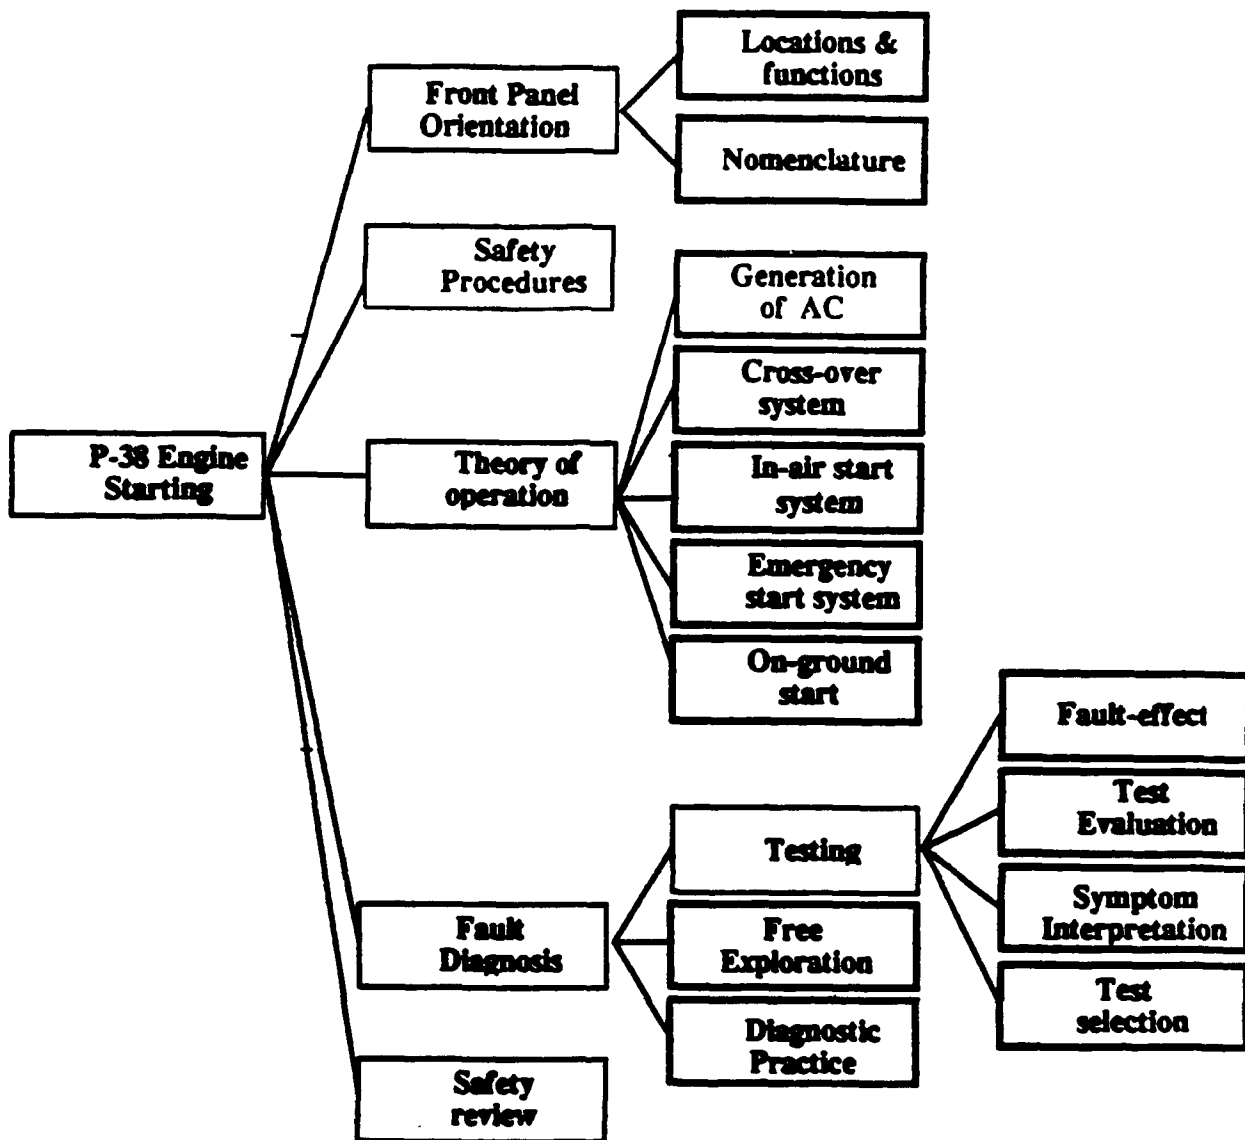 Locations &
functions
Front Panel
Orientation
Nomenclature
Safety
Procedures
Generation
of AC
Cross-over
system
P-38 Engine
Starting
Theory of
operation
In-air start
system
Emergency
start system
On-ground
start
Fault-effect
Test
Evaluation
Testing
Symptom
Interpretation
Fault
Diagnosis
Free
Exploration
Test
selection
Diagnostic
Practice
Safety
review